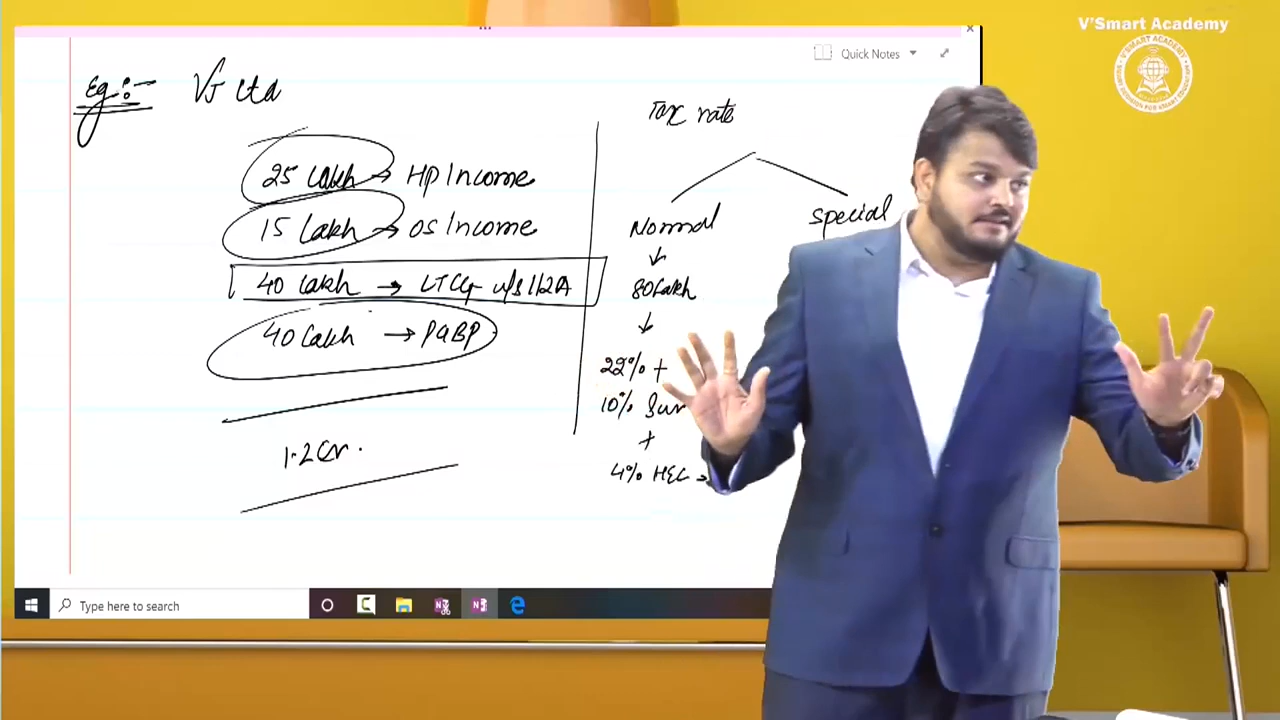 V'Smart Academy
Quick Notes
Eg:- VJ Ltd
25 Lakh → HP Income
15 Lakh → OS Income
40 Lakh → LTCG u/s 112A
40 Lakh → PGBP
1.2 Cr.
Tax rate
Normal
Special
↓
80 Lakh
↓
22% +
10% Sur
+
4% HEC →
Type here to search